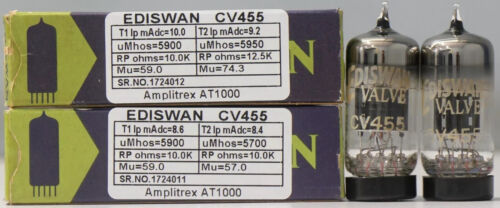 EDISWAN CV455
T1 Ip mAdc=10.0 T2 Ip mAdc=9.2
uMhos=5900 uMhos=5950
RP ohms=10.0K RP ohms=12.5K
Mu=59.0 Mu=74.3
SR.NO.1724012
Amplitrex AT1000
N
EDISWAN CV455
T1 Ip mAdc=8.6 T2 Ip mAdc=8.4
uMhos=5900 uMhos=5700
RP ohms=10.0K RP ohms=10.0K
Mu=59.0 Mu=57.0
SR.NO.1724011
Amplitrex AT1000
N
EDISWAN
VALVE
CV455
EDISWAN
VALVE
CV455